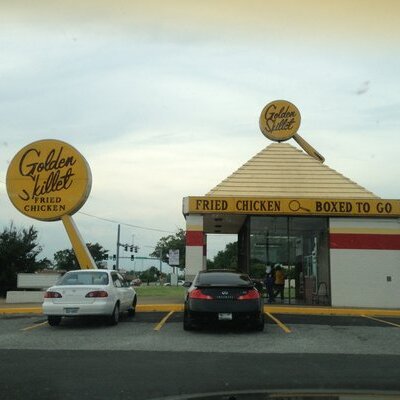 Golden
Skillet
FRIED
CHICKEN
Golden
Skillet
FRIED CHICKEN BOXED TO GO